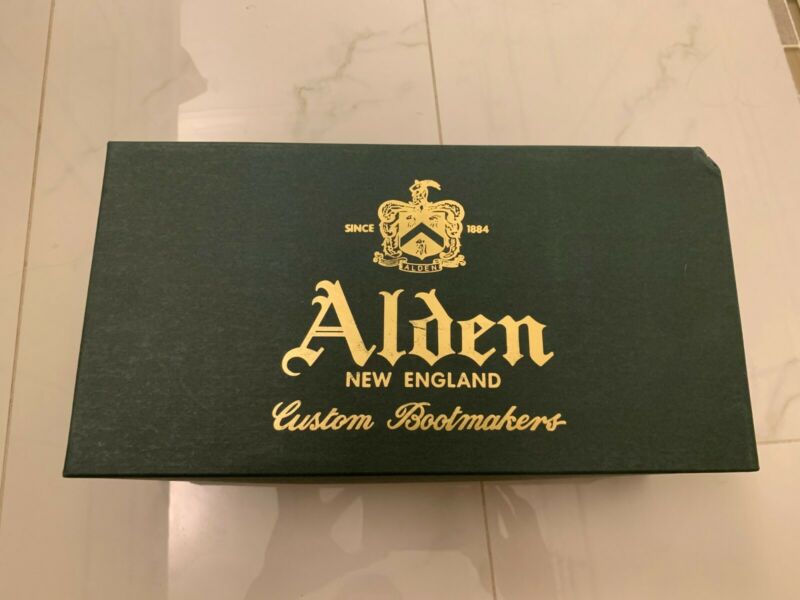 SINCE 1884
ALDEN
Alden
NEW ENGLAND
Custom Bootmakers